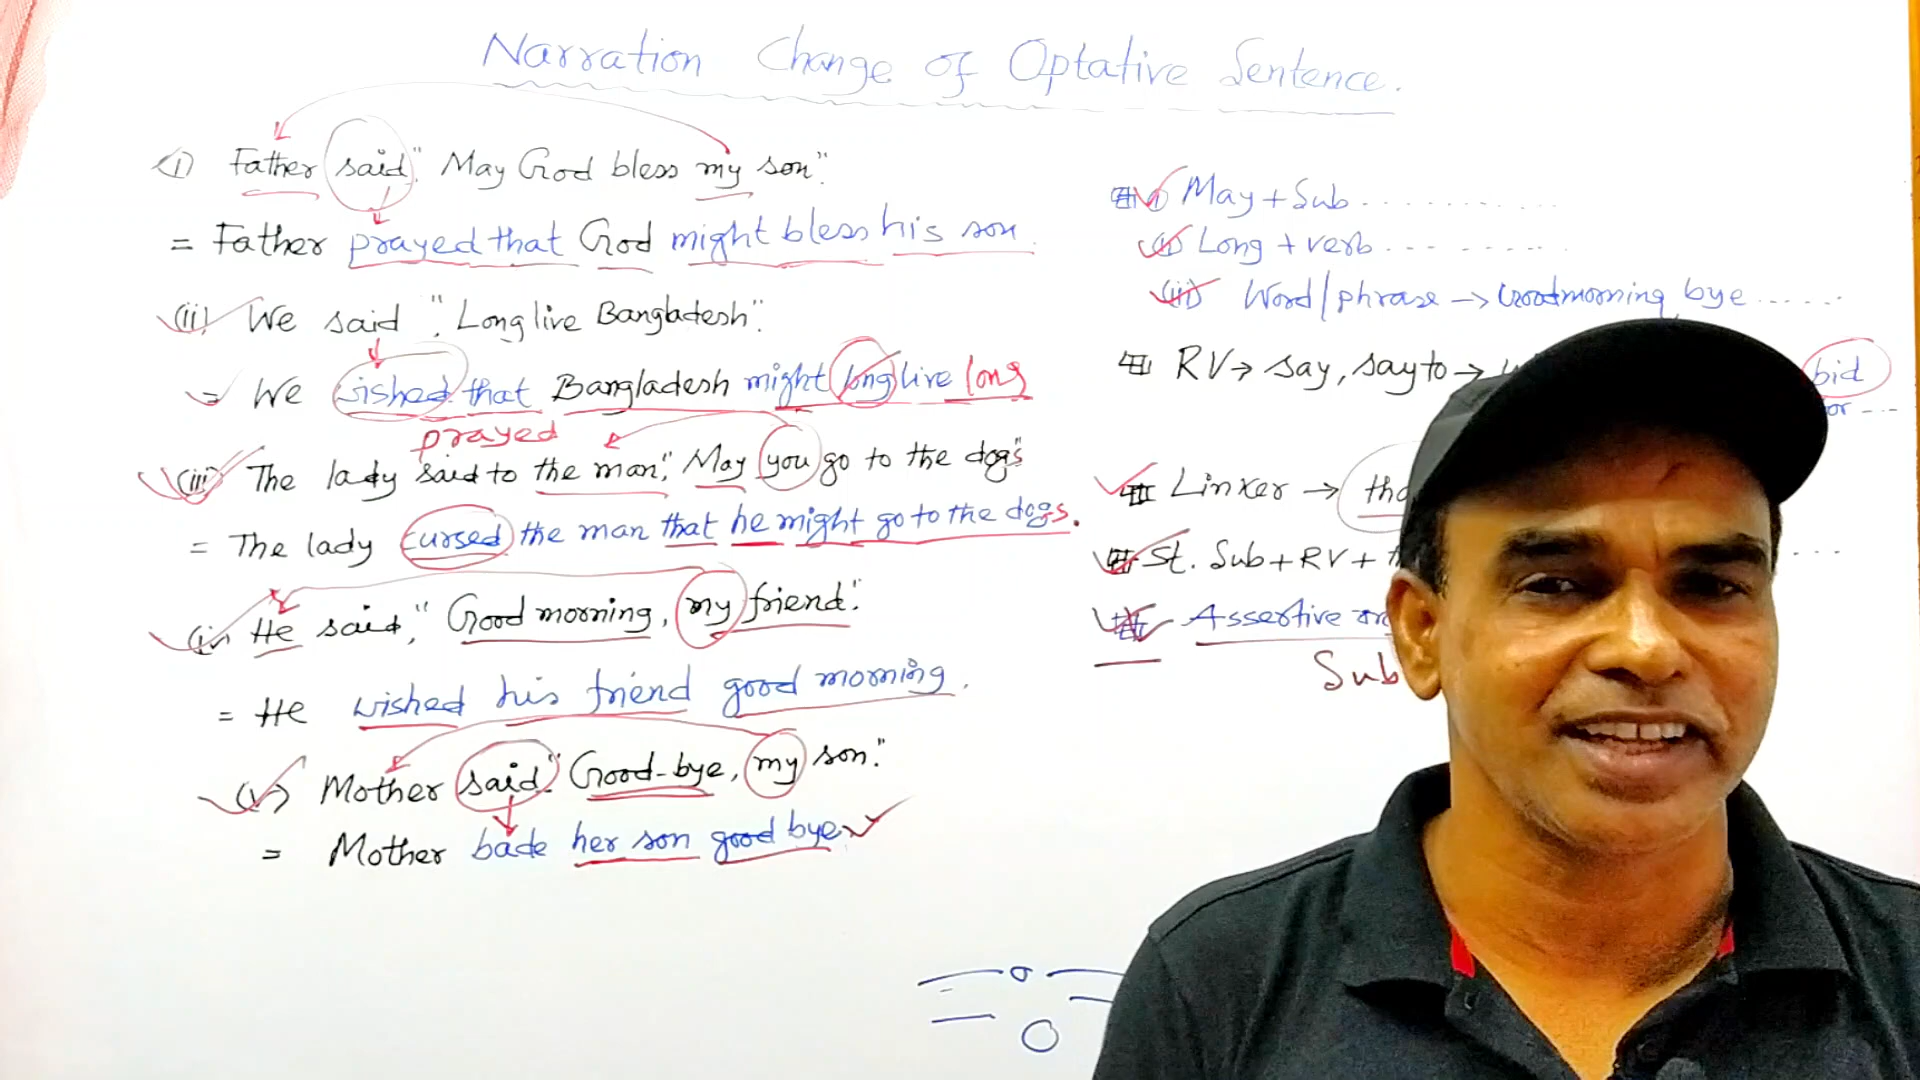 Narration Change of Optative Sentence.
(i) Father said," May God bless my son".
= Father prayed that God might bless his son.
(ii) We said ", Long live Bangladesh".
= We wished that Bangladesh might long live long
prayed
(iii) The lady said to the man," May you go to the dogs"
= The lady cursed the man that he might go to the dogs.
He said," Good morning, my friend".
= He wished his friend good morning.
(v) Mother said," Good-bye, my son."
= Mother bade her son good bye
(i) May + Sub ............
(ii) Long + verb ............
(iii) Word/phrase → Goodmorning, bye ......
RV → say, say to → bid
or ---
Linker →
St. Sub + RV + ...
Assertive
Sub